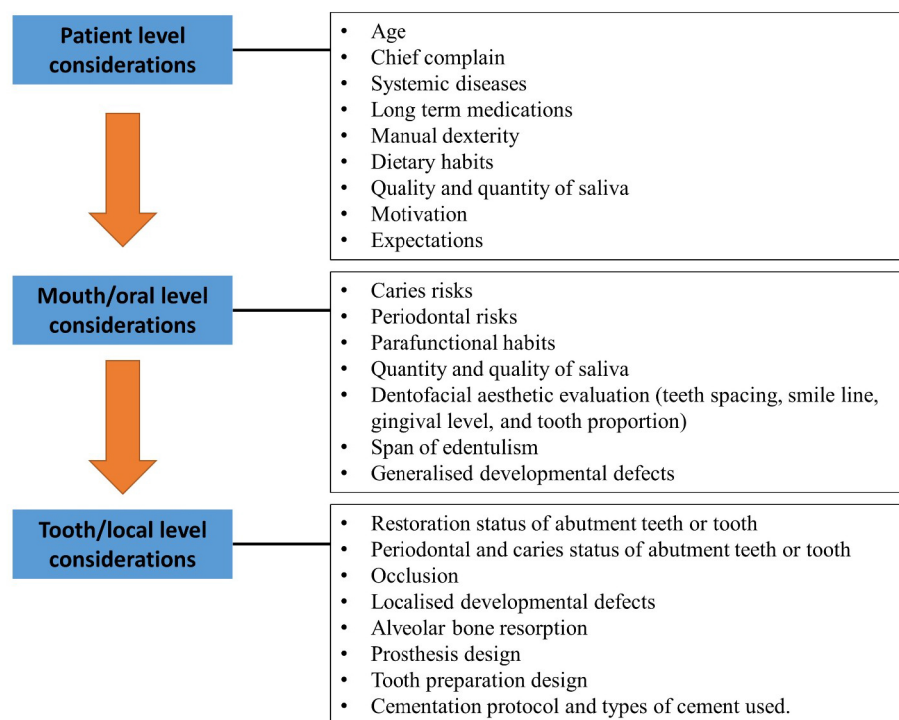 Patient level
considerations
• Age
• Chief complain
• Systemic diseases
• Long term medications
• Manual dexterity
• Dietary habits
• Quality and quantity of saliva
• Motivation
• Expectations
Mouth/oral level
considerations
• Caries risks
• Periodontal risks
• Parafunctional habits
• Quantity and quality of saliva
• Dentofacial aesthetic evaluation (teeth spacing, smile line,
gingival level, and tooth proportion)
• Span of edentulism
• Generalised developmental defects
Tooth/local level
considerations
• Restoration status of abutment teeth or tooth
• Periodontal and caries status of abutment teeth or tooth
• Occlusion
• Localised developmental defects
• Alveolar bone resorption
• Prosthesis design
• Tooth preparation design
• Cementation protocol and types of cement used.